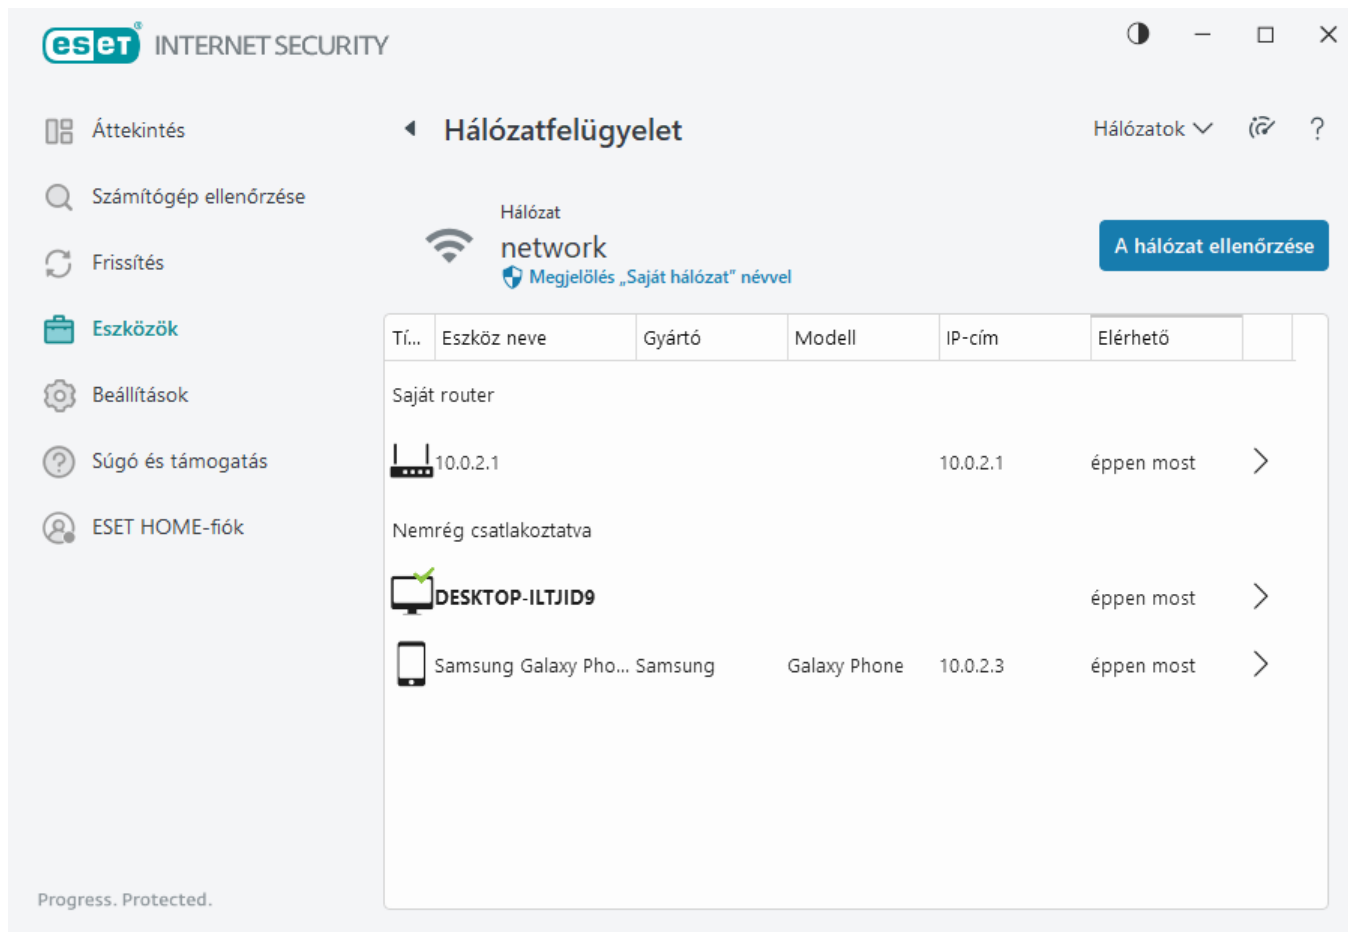 eset® INTERNET SECURITY
Áttekintés
Számítógép ellenőrzése
Frissítés
Eszközök
Beállítások
Súgó és támogatás
ESET HOME-fiók
Progress. Protected.
Hálózatfelügyelet
Hálózatok
?
Hálózat
network
Megjelölés „Saját hálózat” névvel
A hálózat ellenőrzése
Tí... Eszköz neve Gyártó Modell IP-cím Elérhető
Saját router
10.0.2.1 10.0.2.1 éppen most
Nemrég csatlakoztatva
DESKTOP-ILTJID9 éppen most
Samsung Galaxy Pho... Samsung Galaxy Phone 10.0.2.3 éppen most